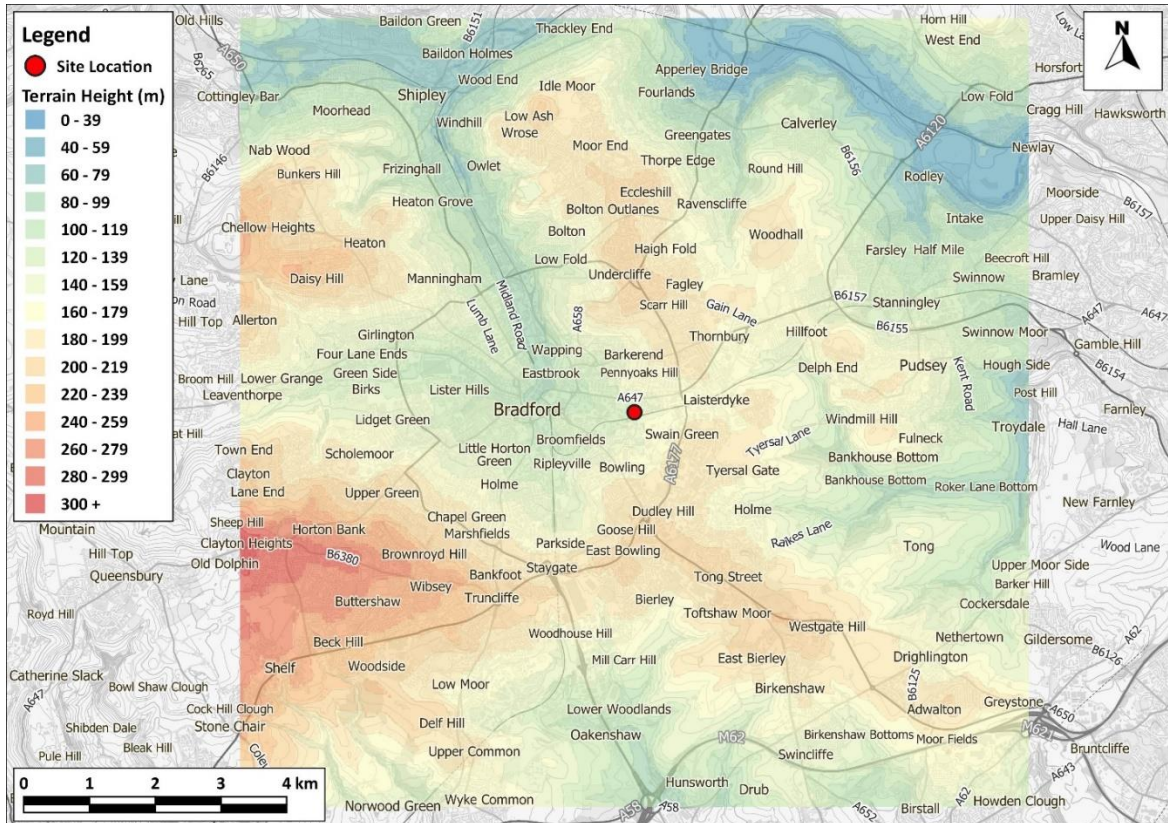 Legend
Site Location
Terrain Height (m)
0 - 39
40 - 59
60 - 79
80 - 99
100 - 119
120 - 139
140 - 159
160 - 179
180 - 199
200 - 219
220 - 239
240 - 259
260 - 279
280 - 299
300 +
N
Old Hills
Baildon Green
B6151
Thackley End
Horn Hill
West End
A650
B6265
Baildon Holmes
Wood End
Idle Moor
Apperley Bridge
Fourlands
Cottingley Bar
Shipley
Low Fold
Cragg Hill
Hawksworth
Moorhead
Windhill
Low Ash
Wrose
Greengates
Calverley
A6120
Newlay
Nab Wood
Bunkers Hill
Frizinghall
Owlet
Moor End
Thorpe Edge
Round Hill
B6156
Rodley
B6146
Moorside
Heaton Grove
Eccleshill
Bolton Outlanes
Ravenscliffe
Intake
Upper Daisy Hill
B6157
Chellow Heights
Heaton
Bolton
Woodhall
Haigh Fold
Farsley
Half Mile
Beecroft Hill
Bramley
Daisy Hill
Manningham
Low Fold
Undercliffe
Fagley
Swinnow
Allerton
Hill Top
Midland Road
Lumb Lane
A658
Scarr Hill
Gain Lane
B6157
Stanningley
A647
A647
Girlington
Thornbury
Hillfoot
B6155
Swinnow Moor
Gamble Hill
Four Lane Ends
Wapping
Barkerend
Green Side
Birks
Eastbrook
Pennyoaks Hill
Delph End
Pudsey
Kent Road
Hough Side
B6154
Broom Hill
Lower Grange
Leaventhorpe
Lister Hills
Bradford
A647
Laisterdyke
Post Hill
Farnley
Lidget Green
Windmill Hill
Troydale
Hall Lane
Broomfields
Swain Green
Tyersal Lane
Fulneck
Town End
Scholemoor
Little Horton
Green
Ripleyville
Bowling
A6177
Tyersal Gate
Bankhouse Bottom
Clayton
Lane End
Upper Green
Holme
Bankhouse Bottom
Roker Lane Bottom
New Farnley
Sheep Hill
Horton Bank
Chapel Green
Marshfields
Dudley Hill
Holme
Mountain
Clayton Heights
Goose Hill
Raikes Lane
Hill Top
Old Dolphin
B6380
Brownroyd Hill
Parkside
East Bowling
Tong
Wood Lane
Queensbury
Wibsey
Bankfoot
Staygate
Tong Street
Upper Moor Side
Barker Hill
Royd Hill
Buttershaw
Truncliffe
Bierley
Toftshaw Moor
Cockersdale
Beck Hill
Woodhouse Hill
Westgate Hill
Nethertown
Gildersome
A62
Catherine Slack
Shelf
Woodside
Mill Carr Hill
East Bierley
Drighlington
B6126
A647
Bowl Shaw Clough
Low Moor
Birkenshaw
B6125
Greystone
Cock Hill Clough
Shibden Dale
Stone Chair
Delf Hill
Lower Woodlands
Adwalton
A650
Pule Hill
Bleak Hill
Upper Common
Oakenshaw
M62
Birkenshaw Bottoms
Moor Fields
M621
Bruntcliffe
Swincliffe
A643
0 1 2 3 4 km
Hunsworth
Drub
Norwood Green
Wyke Common
A58
A58
A652
Birstall
A62
Howden Clough